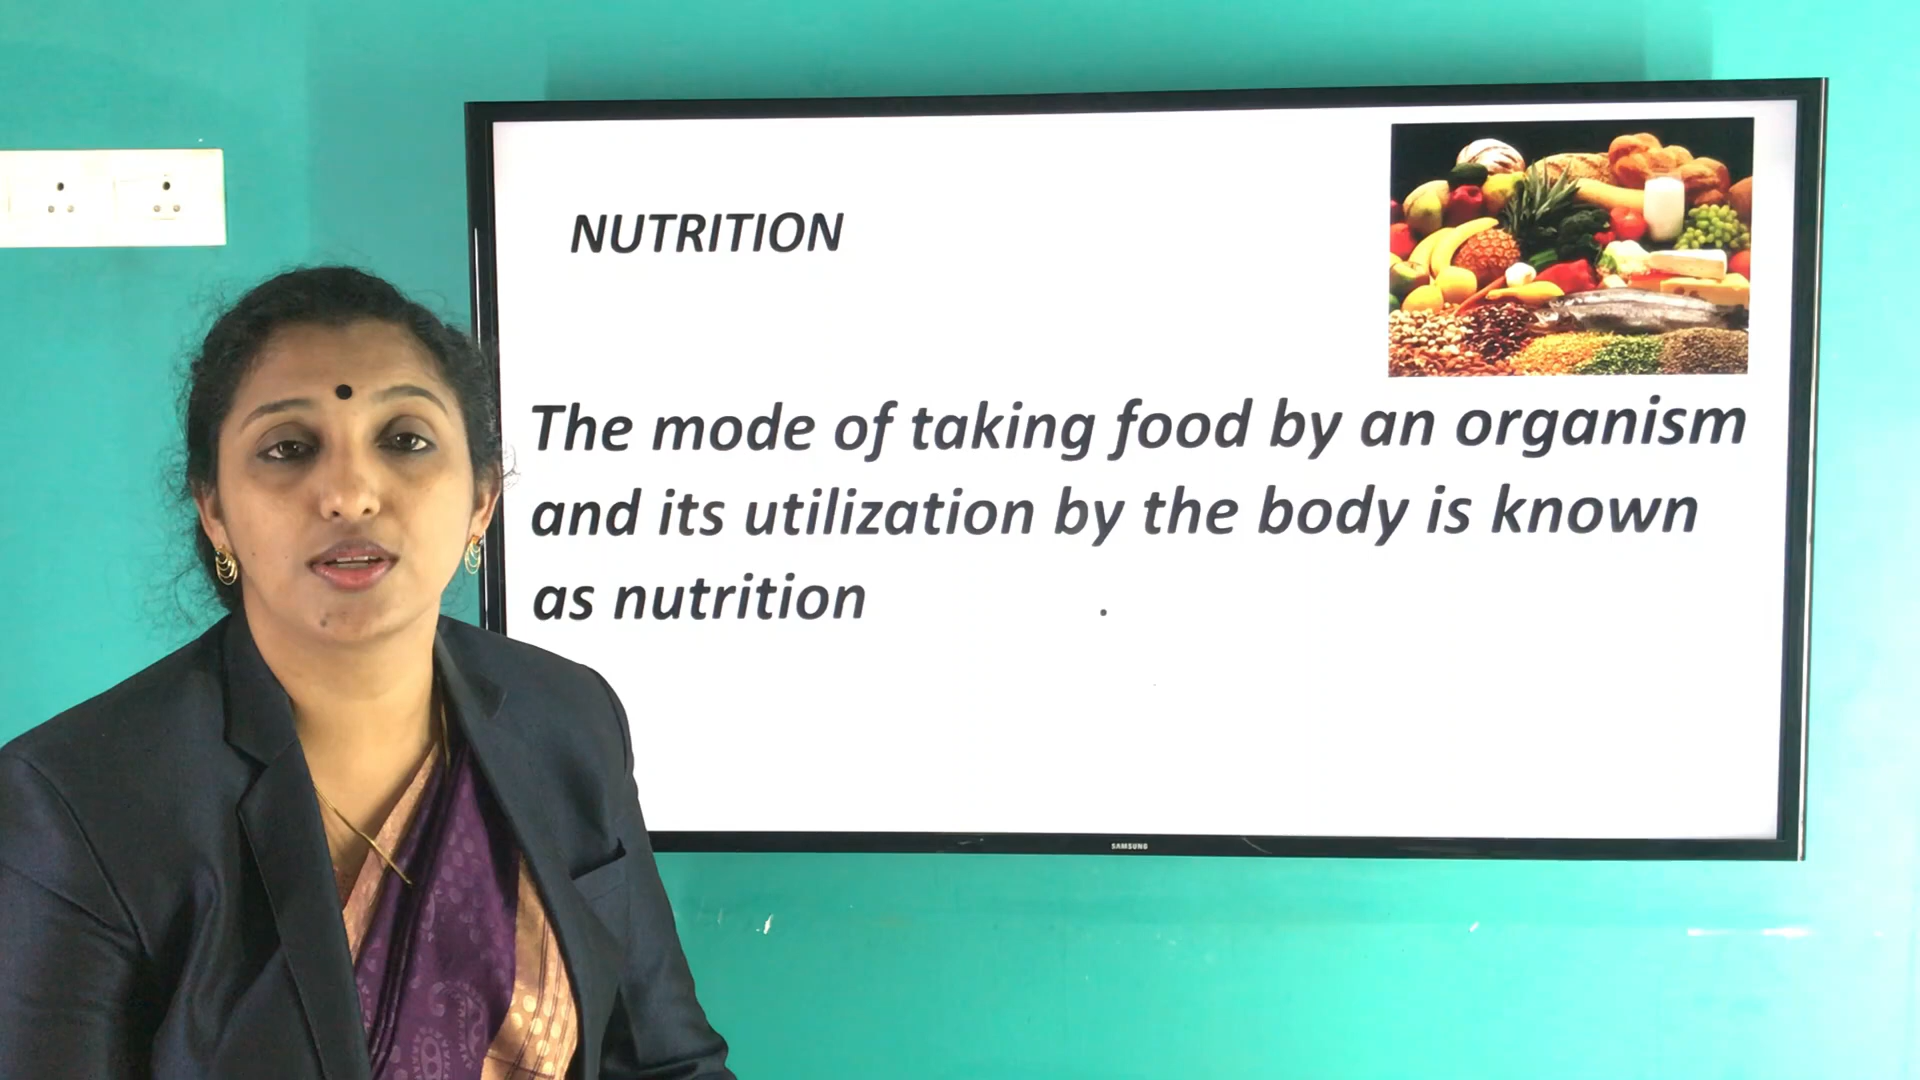 NUTRITION
The mode of taking food by an organism
and its utilization by the body is known
as nutrition .
SAMSUNG